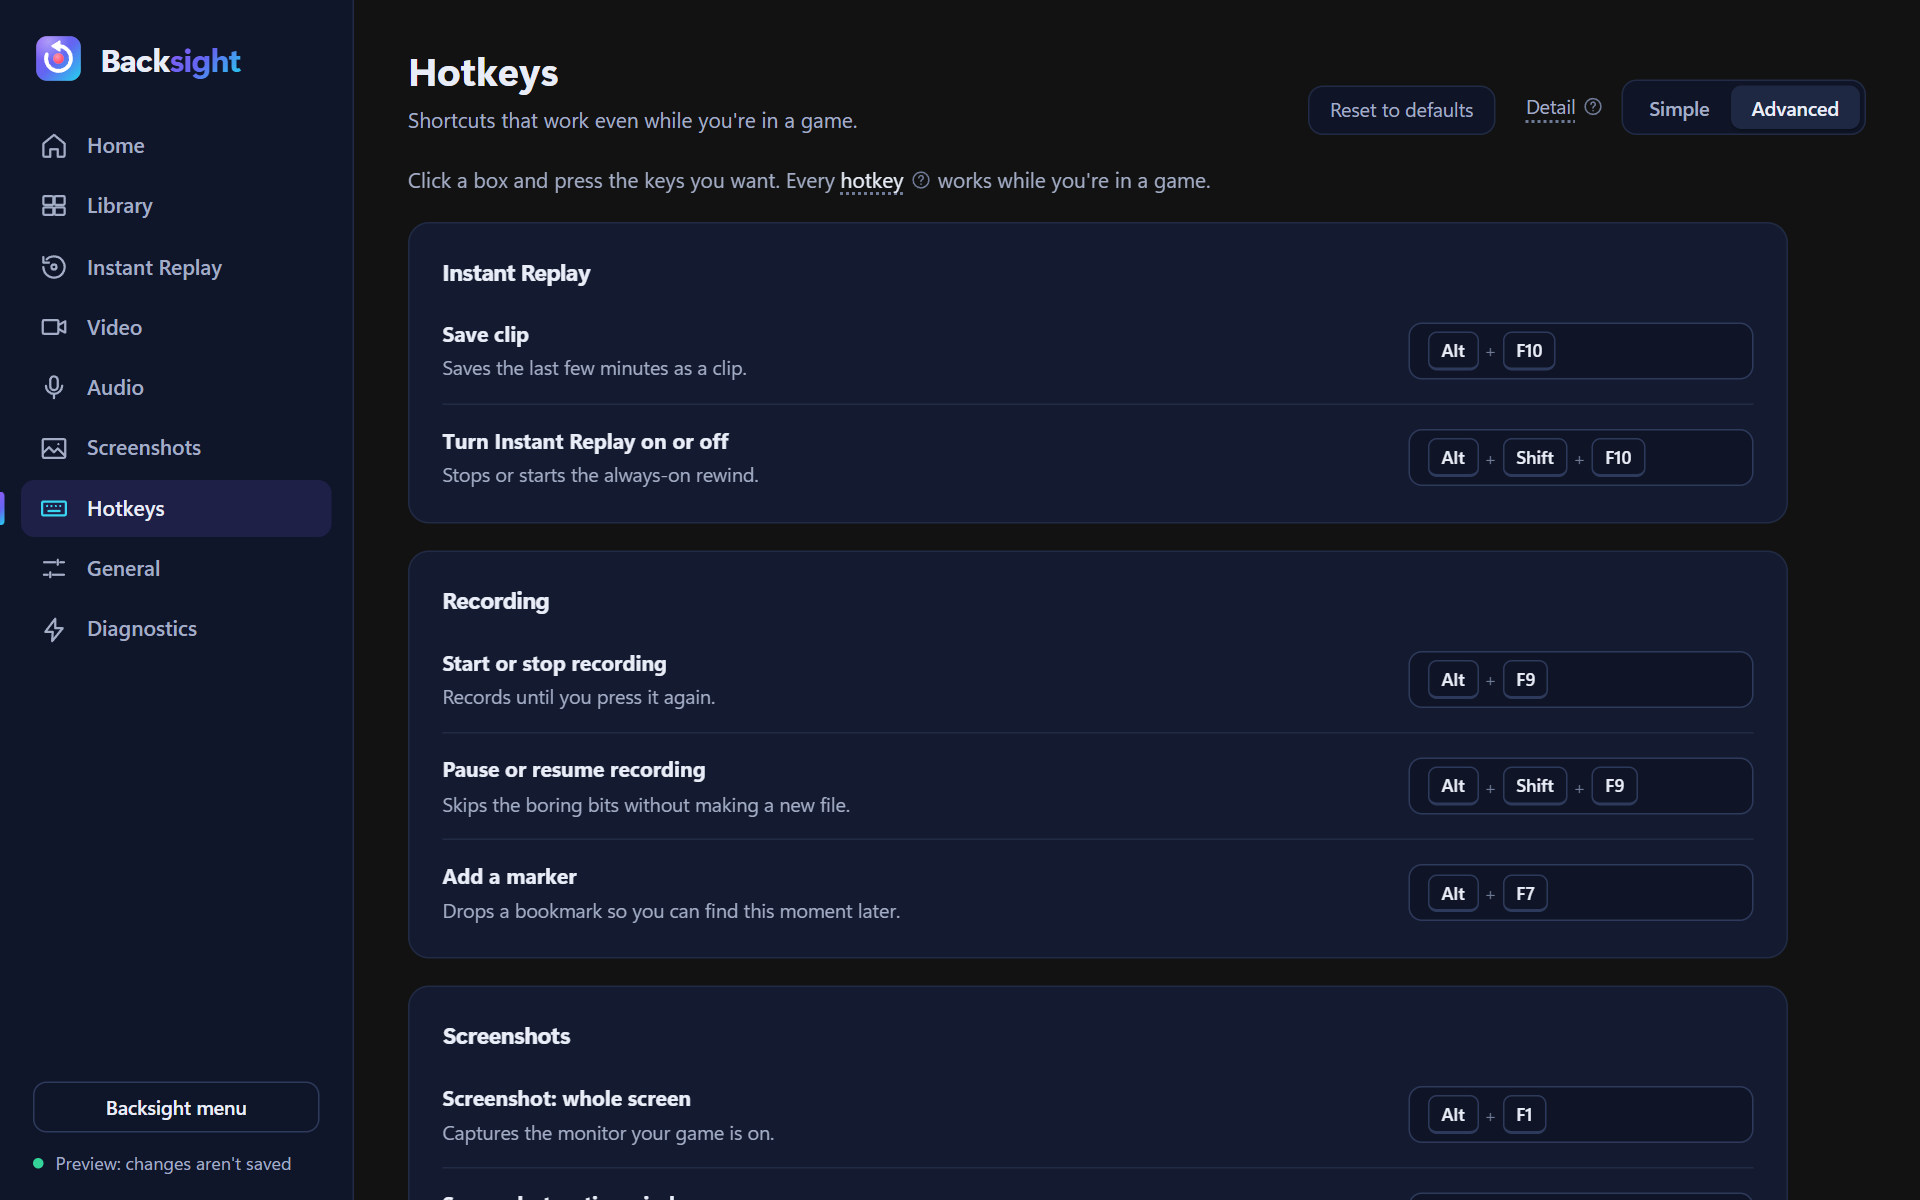 Backsight
Home
Library
Instant Replay
Video
Audio
Screenshots
Hotkeys
General
Diagnostics
Backsight menu
Preview: changes aren't saved
Hotkeys
Shortcuts that work even while you're in a game.
Reset to defaults
Detail
Simple
Advanced
Click a box and press the keys you want. Every hotkey works while you're in a game.
Instant Replay
Save clip
Saves the last few minutes as a clip.
Alt + F10
Turn Instant Replay on or off
Stops or starts the always-on rewind.
Alt + Shift + F10
Recording
Start or stop recording
Records until you press it again.
Alt + F9
Pause or resume recording
Skips the boring bits without making a new file.
Alt + Shift + F9
Add a marker
Drops a bookmark so you can find this moment later.
Alt + F7
Screenshots
Screenshot: whole screen
Captures the monitor your game is on.
Alt + F1